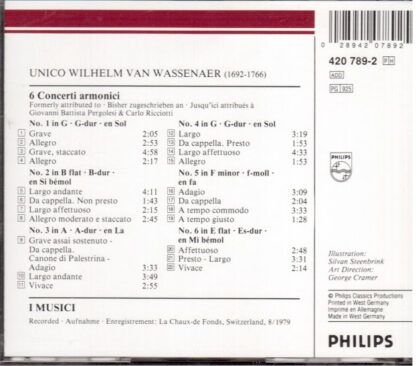 UNICO WILHELM VAN WASSENAER (1692-1766)
6 Concerti armonici
Formerly attributed to · Bisher zugeschrieben an · Jusqu'ici attribués à
Giovanni Battista Pergolesi & Carlo Ricciotti
No. 1 in G · G-dur · en Sol
1 Grave 2:05
2 Allegro 2:53
3 Grave, staccato 4:58
4 Allegro 2:17
No. 2 in B flat · B-dur ·
en Si bémol
5 Largo andante 4:11
6 Da cappella. Non presto 1:43
7 Largo affettuoso 2:15
8 Allegro moderato e staccato 2:45
No. 3 in A · A-dur · en La
9 Grave assai sostenuto -
Da cappella.
Canone di Palestrina -
Adagio 3:33
10 Largo andante 3:49
11 Vivace 2:55
No. 4 in G · G-dur · en Sol
12 Largo 3:19
13 Da cappella. Presto 1:53
14 Largo affettuoso 4:33
15 Allegro 1:53
No. 5 in F minor · f-moll ·
en fa
16 Adagio 3:09
17 Da cappella 2:04
18 A tempo commodo 3:33
19 A tempo giusto 1:28
No. 6 in E flat · Es-dur ·
en Mi bémol
20 Affettuoso 2:48
21 Presto - Largo 3:31
22 Vivace 2:14
I MUSICI
Recorded · Aufnahme · Enregistrement: La Chaux-de Fonds, Switzerland, 8/1979
0 28942 07892
420 789-2 PH
ADD
PG 925
PHILIPS
Illustration:
Silvan Steenbrink
Art Direction:
George Cramer
℗ Philips Classics Productions
Printed in West Germany
Imprimé en Allemagne
Made in West Germany
PHILIPS